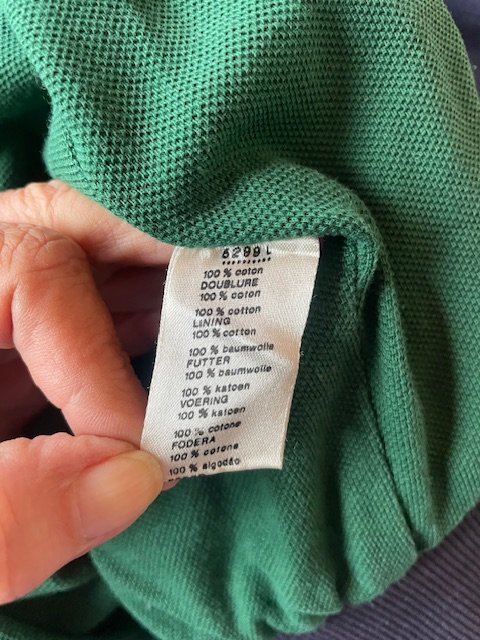 6299 L
100 % coton
DOUBLURE
100 % coton
100 % cotton
LINING
100 % cotton
100 % baumwolle
FUTTER
100 % baumwolle
100 % katoen
VOERING
100 % katoen
100 % cotone
FODERA
100 % cotone
100 % algodão